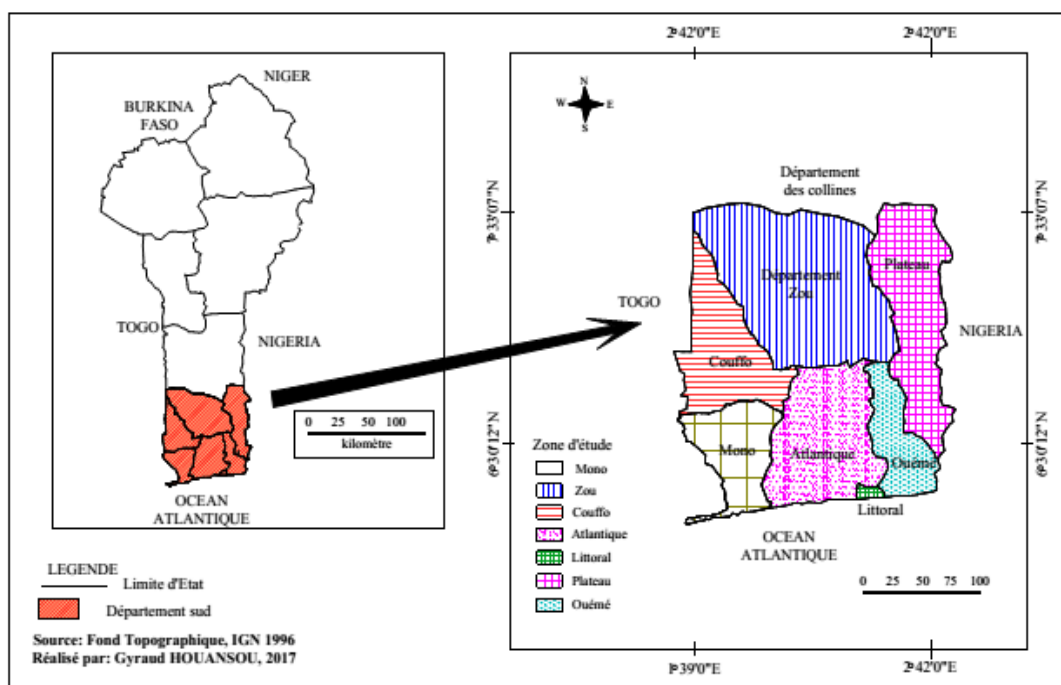 NIGER
BURKINA
FASO
TOGO
NIGERIA
0 25 50 100
kilomètre
OCEAN
ATLANTIQUE
LEGENDE
Limite d'Etat
Département sud
Source: Fond Topographique, IGN 1996
Réalisé par: Gyraud HOUANSOU, 2017
2°42'0"E
2°42'0"E
N
W
E
S
Département
des collines
7°33'07"N
7°33'07"N
Plateau
Département
Zou
TOGO
NIGERIA
Couffo
6°30'12"N
6°30'12"N
Mono
Atlantique
Ouémé
Littoral
OCEAN
ATLANTIQUE
Zone d'étude
Mono
Zou
Couffo
Atlantique
Littoral
Plateau
Ouémé
0 25 50 75 100
1°39'0"E
2°42'0"E